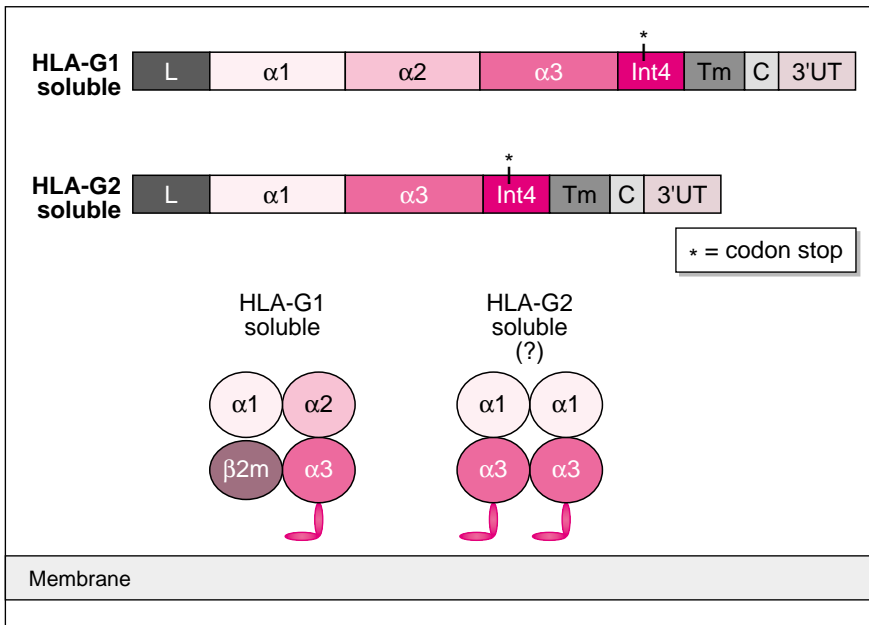 *
HLA-G1
soluble
L α1 α2 α3 Int4 Tm C 3'UT
*
HLA-G2
soluble
L α1 α3 Int4 Tm C 3'UT
* = codon stop
HLA-G1
soluble
HLA-G2
soluble
(?)
α1 α2
β2m α3
α1 α1
α3 α3
Membrane